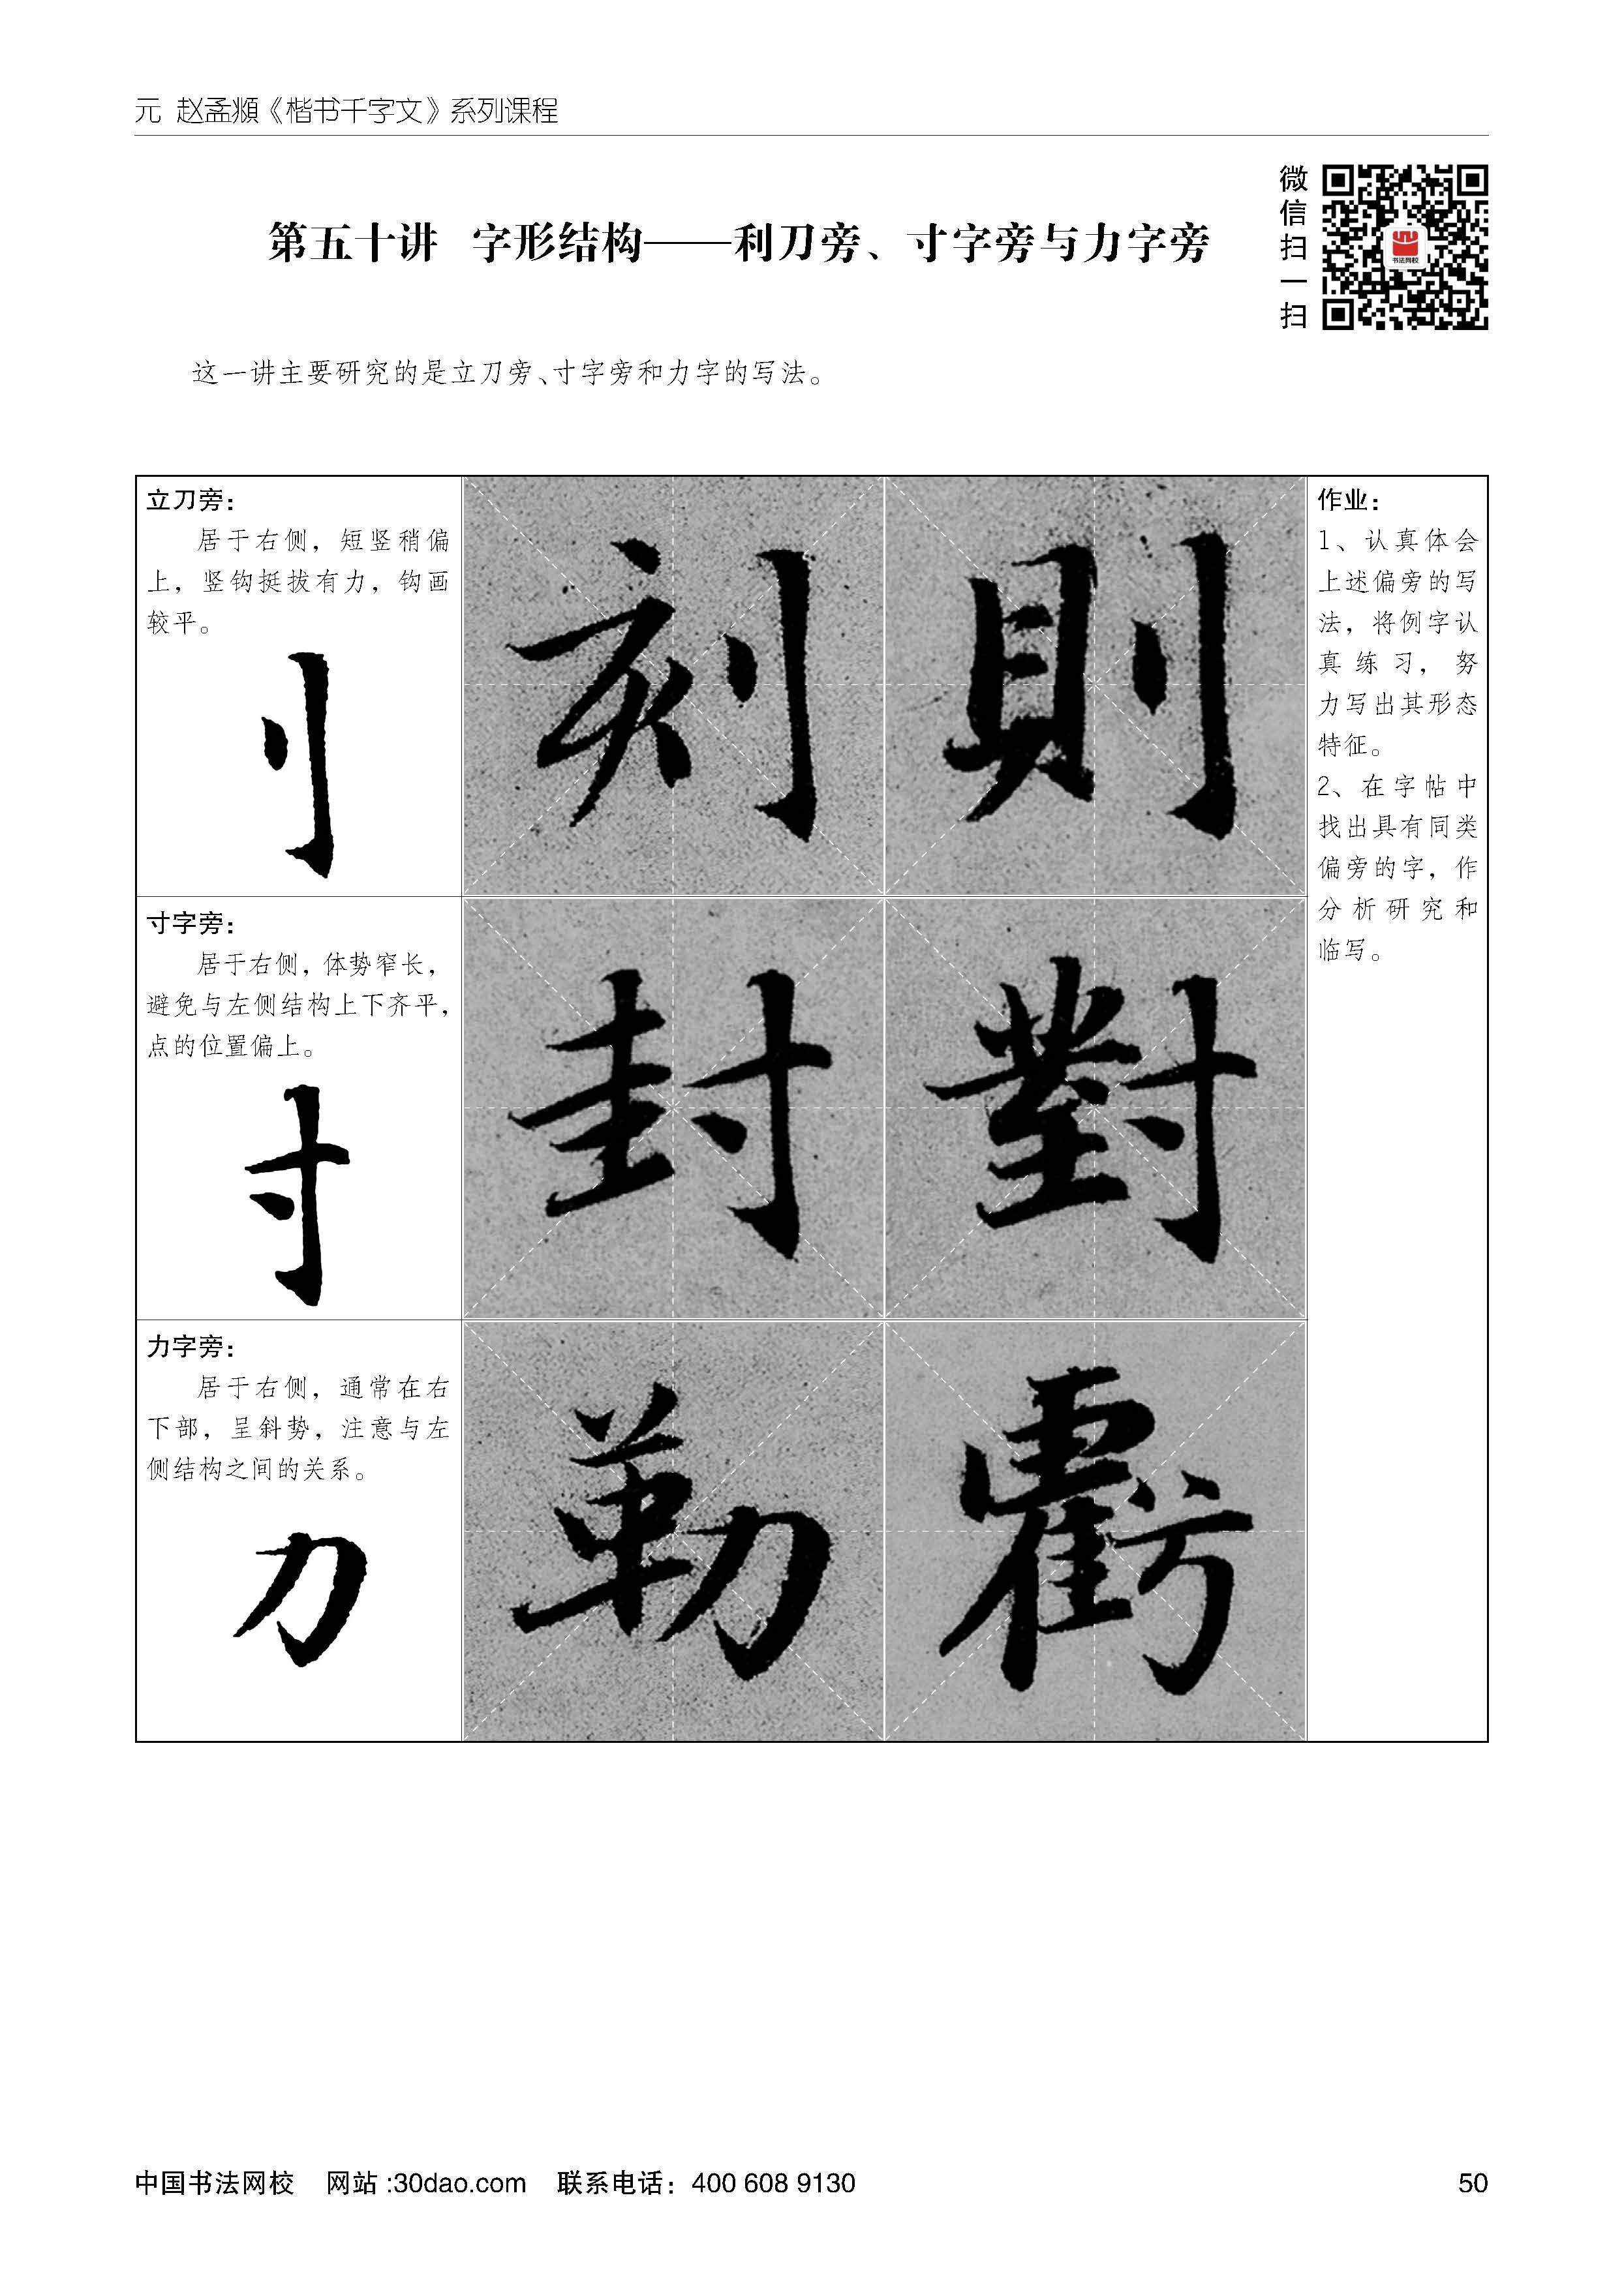 元 赵孟頫《楷书千字文》系列课程
微信扫一扫
书法网校
第五十讲 字形结构——利刀旁、寸字旁与力字旁
这一讲主要研究的是立刀旁、寸字旁和力字的写法。
立刀旁：
居于右侧，短竖稍偏
上，竖钩挺拔有力，钩画
较平。
刂
刻 則
寸字旁：
居于右侧，体势窄长，
避免与左侧结构上下齐平，
点的位置偏上。
寸
封 對
力字旁：
居于右侧，通常在右
下部，呈斜势，注意与左
侧结构之间的关系。
力
勒 虧
作业：
1、认真体会
上述偏旁的写
法，将例字认
真练习，努
力写出其形态
特征。
2、在字帖中
找出具有同类
偏旁的字，作
分析研究和
临写。
中国书法网校 网站 :30dao.com 联系电话：400 608 9130
50